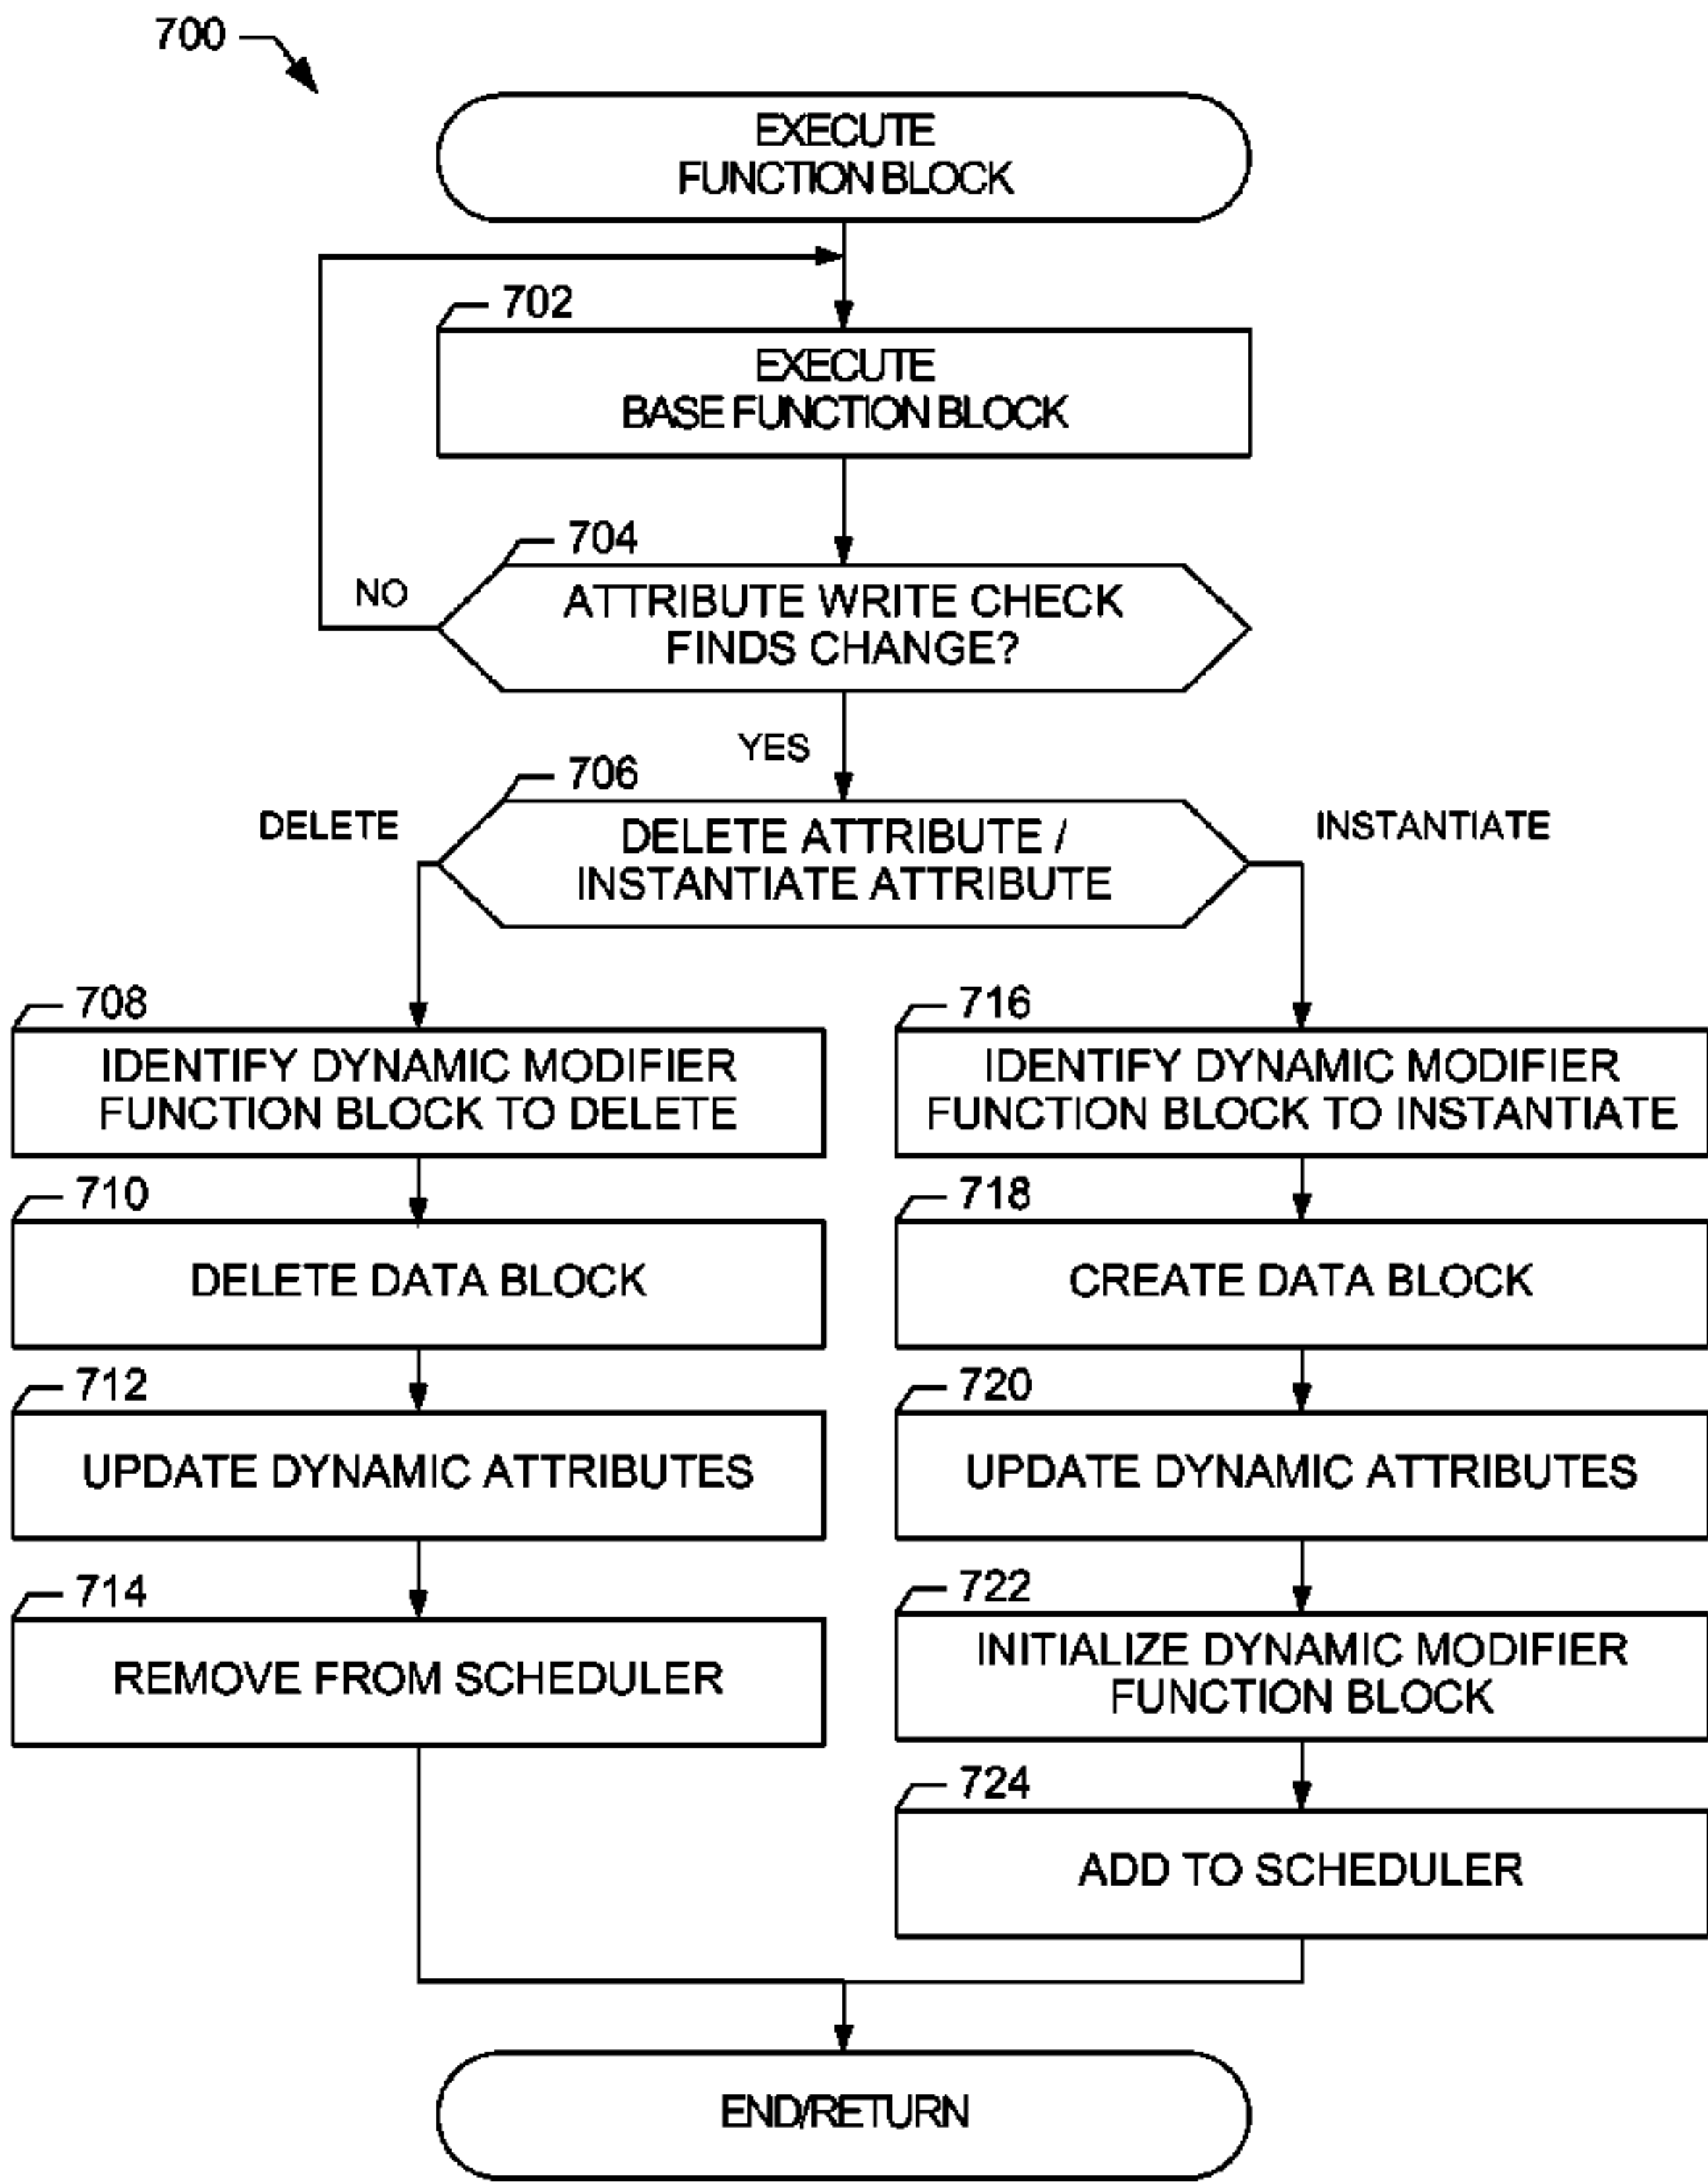 700
EXECUTE
FUNCTION BLOCK
702
EXECUTE
BASE FUNCTION BLOCK
704
NO
ATTRIBUTE WRITE CHECK
FINDS CHANGE?
YES
706
DELETE
DELETE ATTRIBUTE /
INSTANTIATE ATTRIBUTE
INSTANTIATE
708
IDENTIFY DYNAMIC MODIFIER
FUNCTION BLOCK TO DELETE
710
DELETE DATA BLOCK
712
UPDATE DYNAMIC ATTRIBUTES
714
REMOVE FROM SCHEDULER
716
IDENTIFY DYNAMIC MODIFIER
FUNCTION BLOCK TO INSTANTIATE
718
CREATE DATA BLOCK
720
UPDATE DYNAMIC ATTRIBUTES
722
INITIALIZE DYNAMIC MODIFIER
FUNCTION BLOCK
724
ADD TO SCHEDULER
END/RETURN